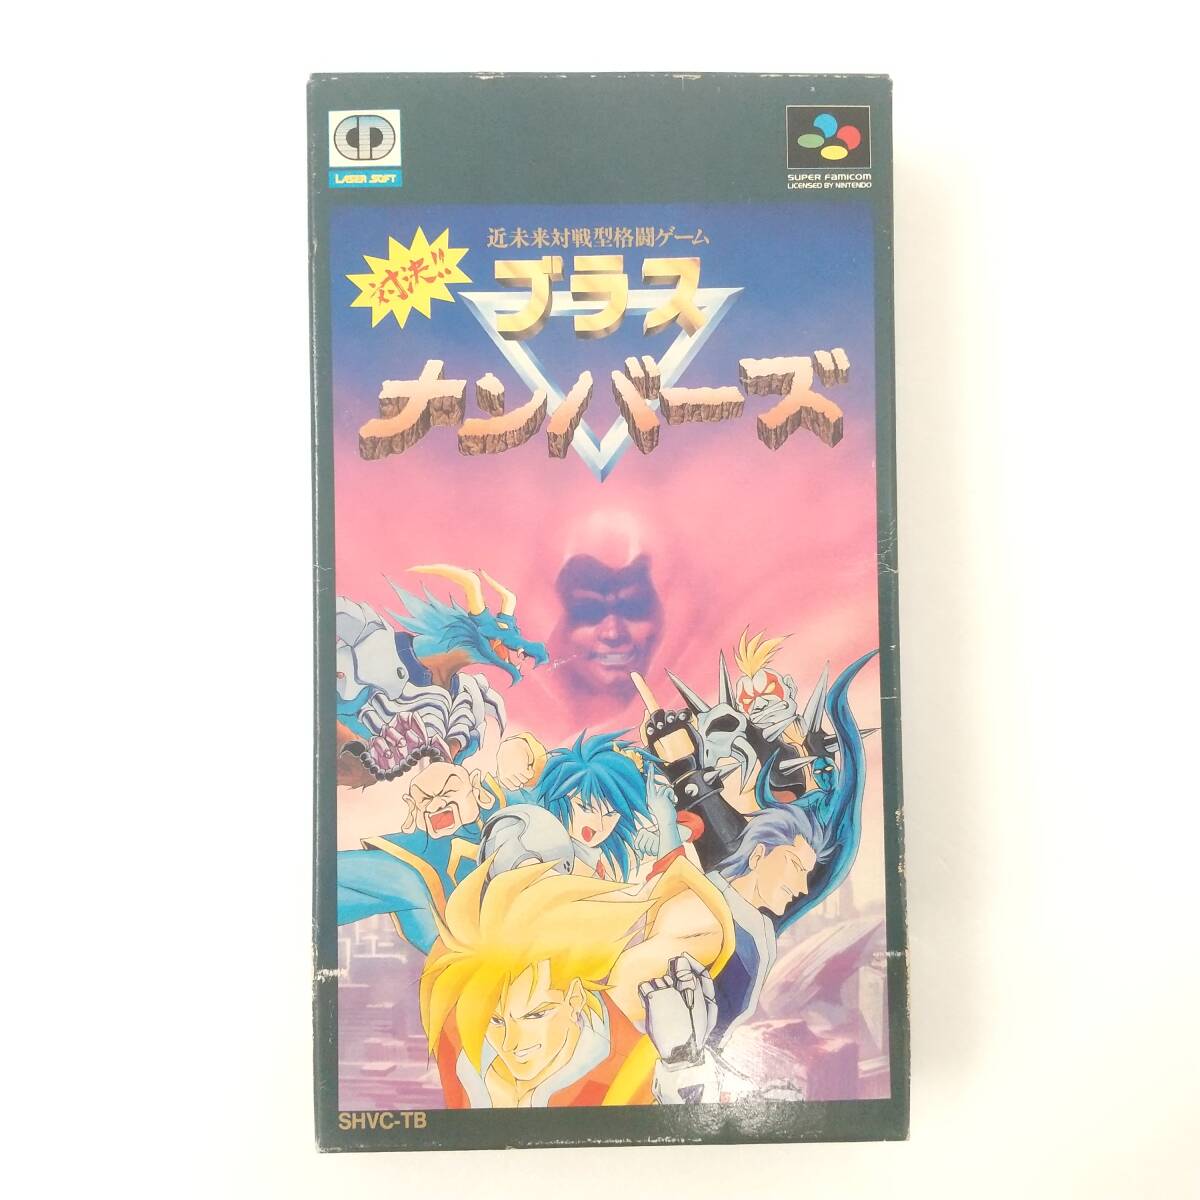 LASER SOFT
SUPER FAMICOM
LICENSED BY NINTENDO
近未来対戦型格闘ゲーム
対決!!
ブラス
ナンバーズ
SHVC-TB